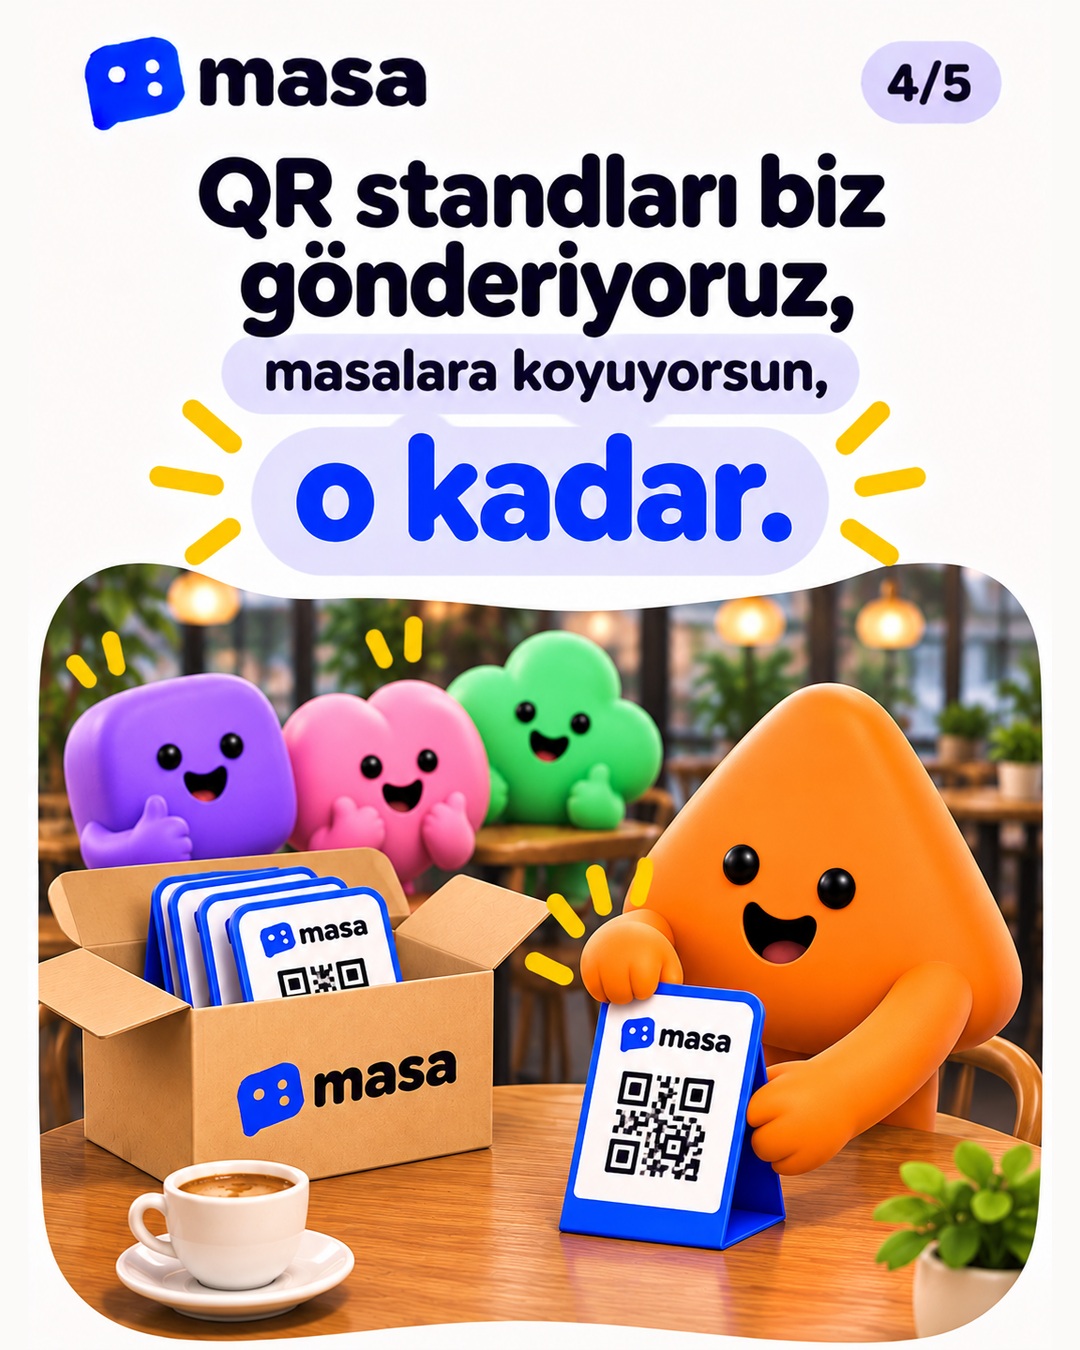 masa
4/5
QR standları biz
gönderiyoruz,
masalara koyuyorsun,
o kadar.
masa
masa
masa